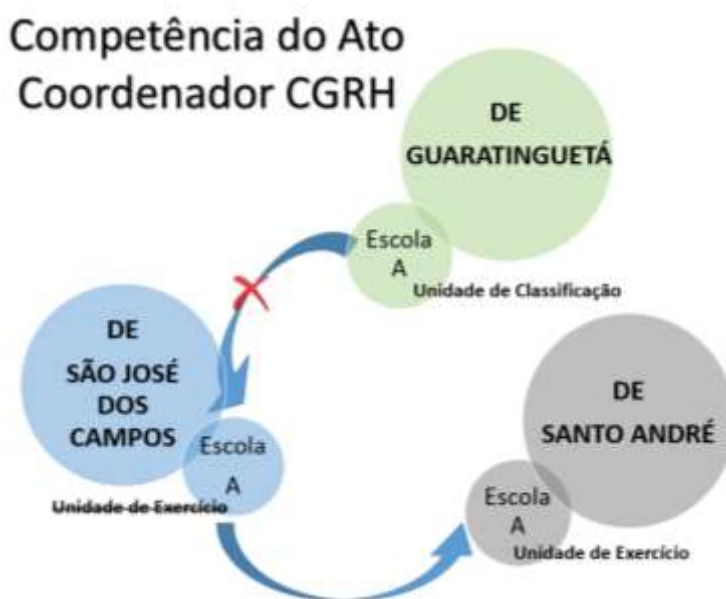 Competência do Ato
Coordenador CGRH
DE
GUARATINGUETÁ
Escola
A
Unidade de Classificação
DE
SÃO JOSÉ
DOS
CAMPOS
Escola
A
Unidade de Exercício
DE
SANTO ANDRÉ
Escola
A
Unidade de Exercício